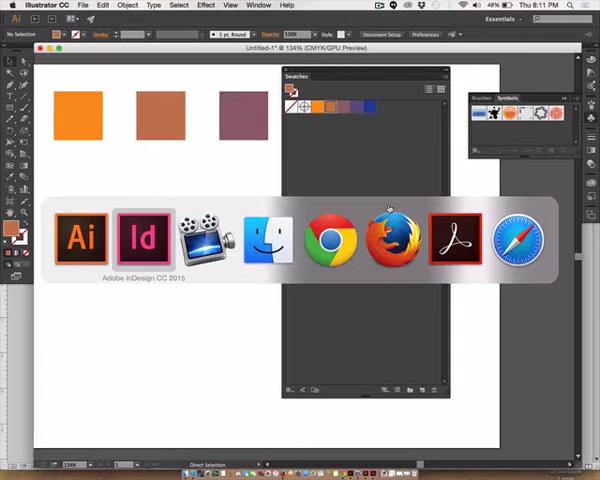 Illustrator CC File Edit Object Type Select Effect View Window Help
48% Thu 8:11 PM
Ai
Essentials
No Selection Stroke: 5 pt. Round Opacity: 100% Style: Document Setup Preferences
Untitled-1* @ 134% (CMYK/GPU Preview)
Swatches
Brushes Symbols
Ai Id
Adobe InDesign CC 2015
134% 1 Direct Selection